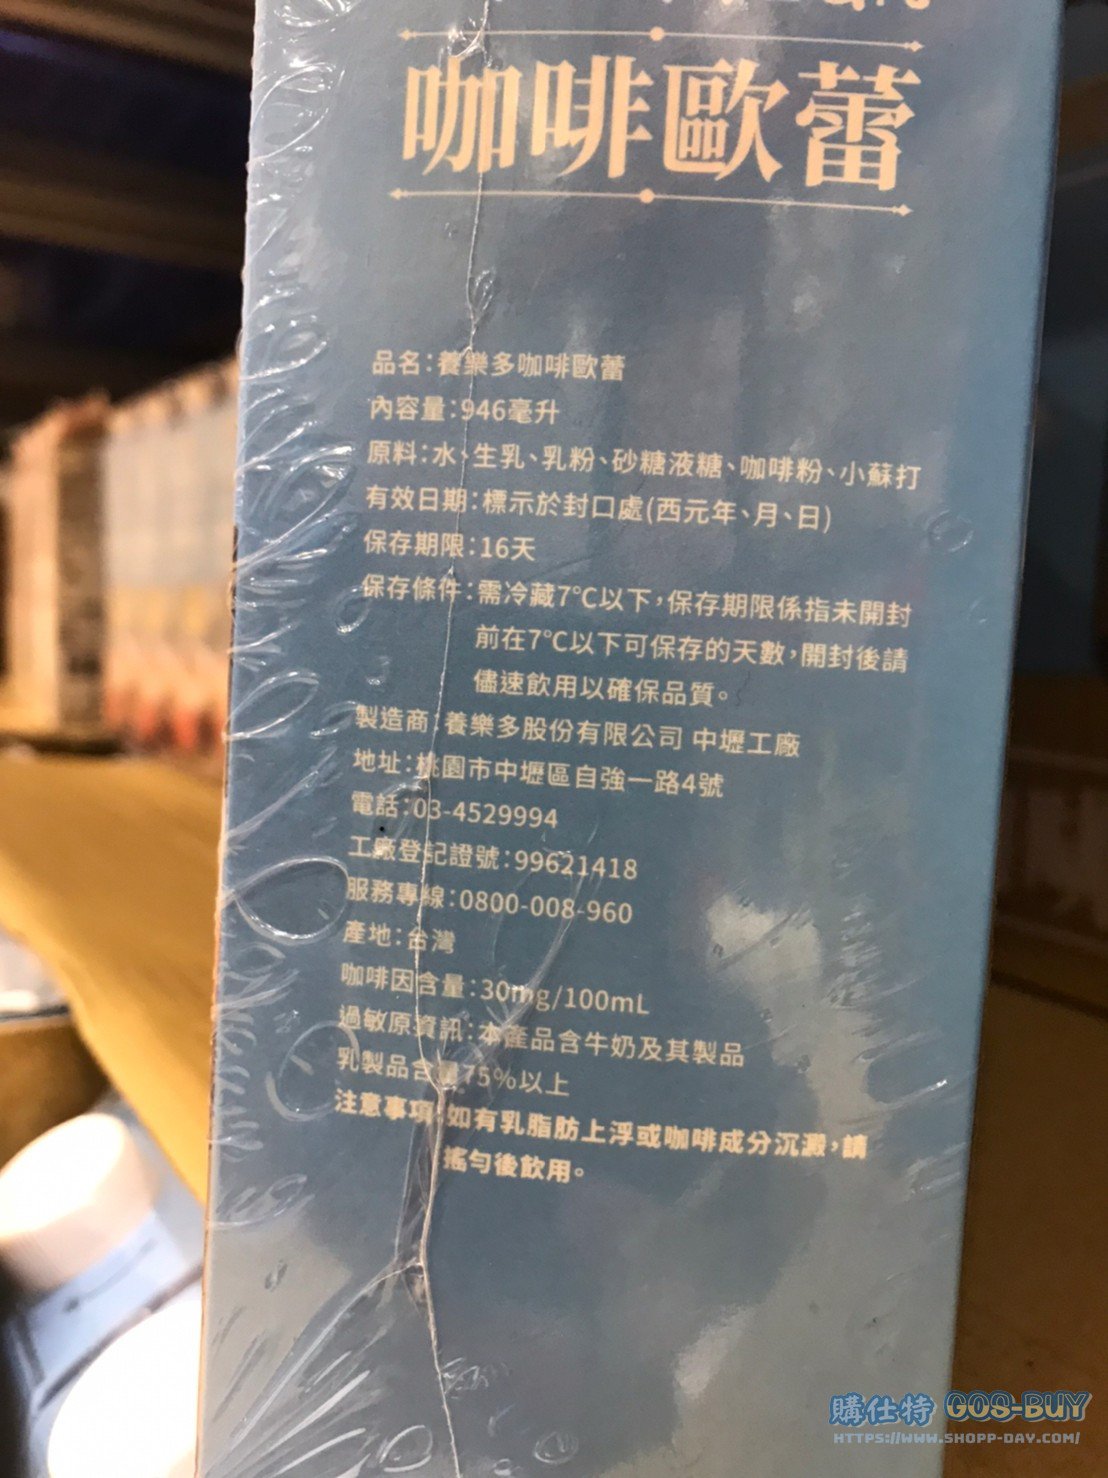 咖啡歐蕾
品名：養樂多咖啡歐蕾
內容量：946毫升
原料：水、生乳、乳粉、砂糖液糖、咖啡粉、小蘇打
有效日期：標示於封口處(西元年、月、日)
保存期限：16天
保存條件：需冷藏7°C以下，保存期限係指未開封
前在7°C以下可保存的天數，開封後請
儘速飲用以確保品質。
製造商：養樂多股份有限公司 中壢工廠
地址：桃園市中壢區自強一路4號
電話：03-4529994
工廠登記證號：99621418
服務專線：0800-008-960
產地：台灣
咖啡因含量：30mg/100mL
過敏原資訊：本產品含牛奶及其製品
乳製品含量75%以上
注意事項：如有乳脂肪上浮或咖啡成分沉澱，請
搖勻後飲用。
購仕特 GOS-BUY
HTTPS://WWW.SHOPP-DAY.COM/